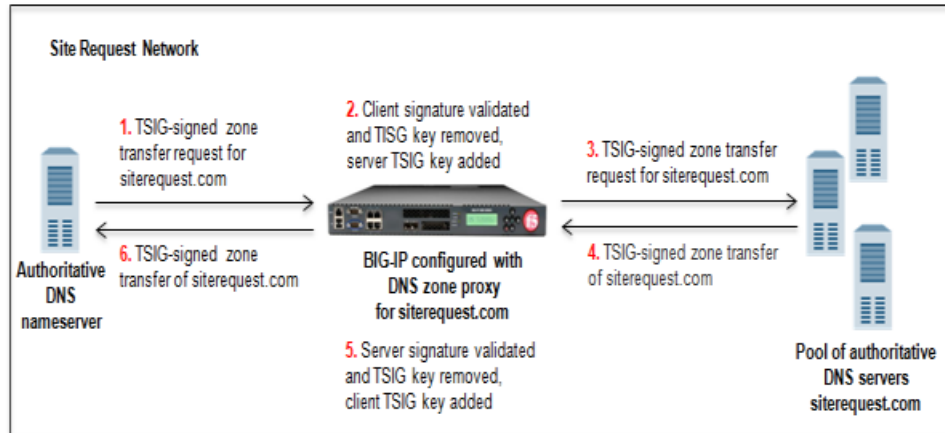 Site Request Network
1. TSIG-signed zone
transfer request for
siterequest.com
2. Client signature validated
and TISG key removed,
server TSIG key added
3. TSIG-signed zone transfer
request for siterequest.com
6. TSIG-signed zone
transfer of siterequest.com
4. TSIG-signed zone transfer
of siterequest.com
Authoritative
DNS
nameserver
BIG-IP configured with
DNS zone proxy
for siterequest.com
5. Server signature validated
and TSIG key removed,
client TSIG key added
Pool of authoritative
DNS servers
siterequest.com